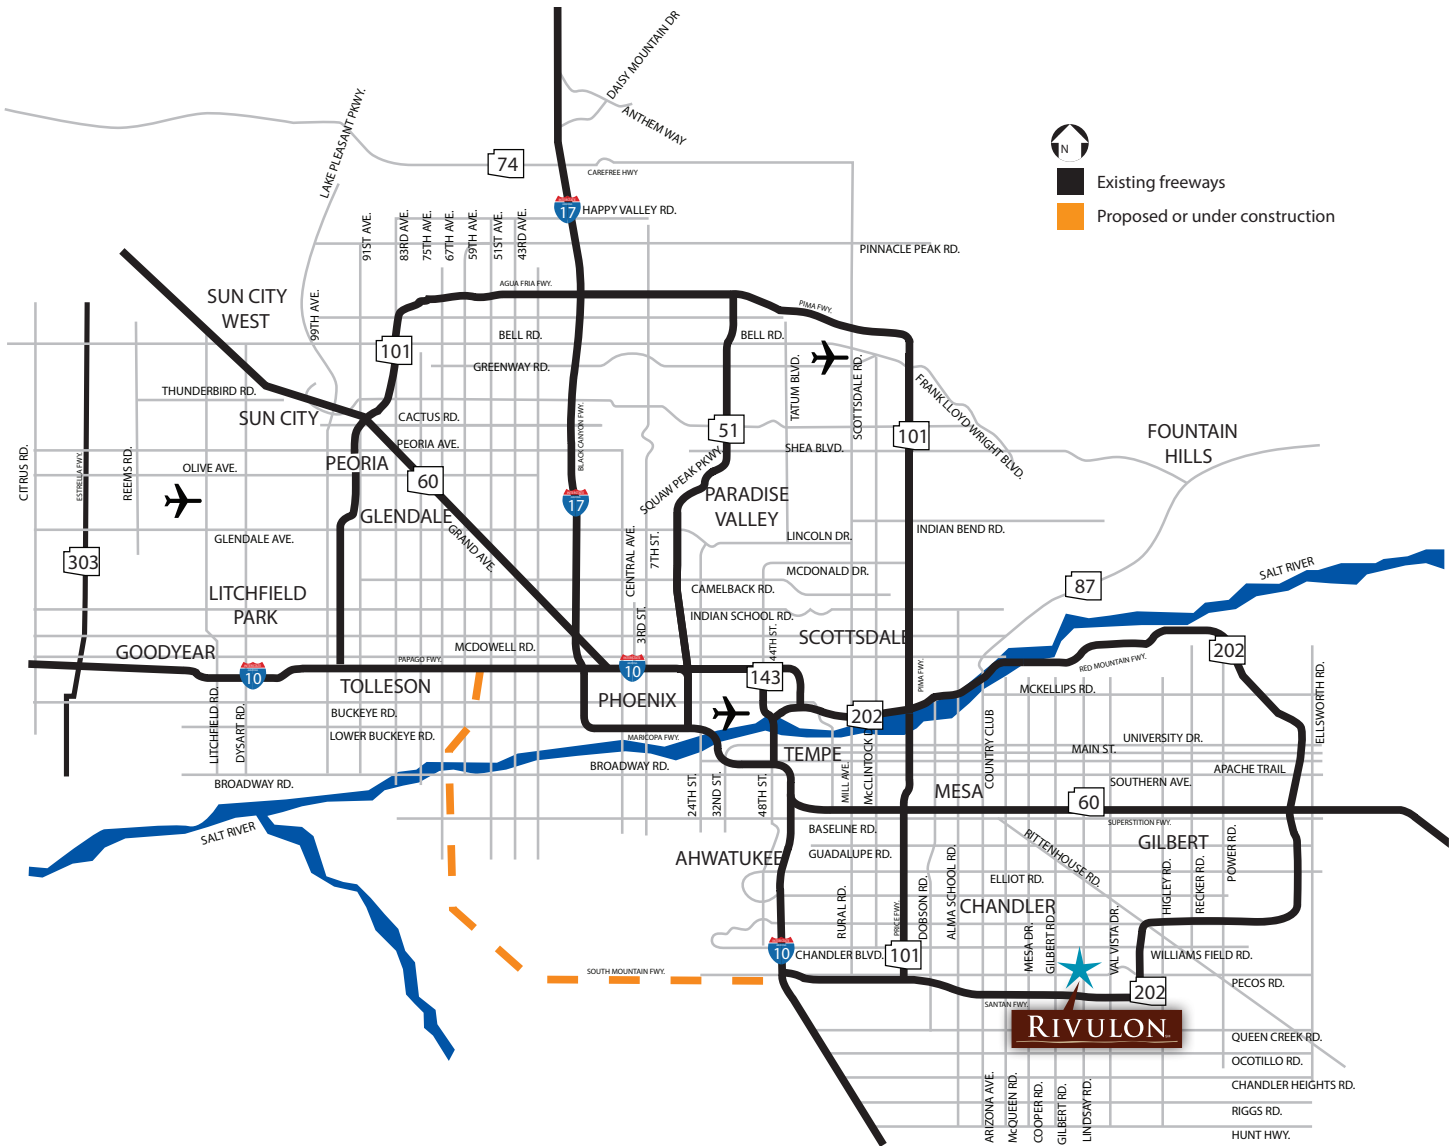 DAISY MOUNTAIN DR
ANTHEM WAY
LAKE PLEASANT PKWY.
74
CAREFREE HWY
N
Existing freeways
Proposed or under construction
17
HAPPY VALLEY RD.
91ST AVE.
83RD AVE.
75TH AVE.
67TH AVE.
59TH AVE.
51ST AVE.
43RD AVE.
PINNACLE PEAK RD.
AGUA FRIA FWY.
PIMA FWY.
SUN CITY
WEST
99TH AVE.
BELL RD.
BELL RD.
101
GREENWAY RD.
TATUM BLVD.
SCOTTSDALE RD.
THUNDERBIRD RD.
FRANK LLOYD WRIGHT BLVD.
SUN CITY
CACTUS RD.
BLACK CANYON FWY.
51
101
FOUNTAIN
HILLS
PEORIA AVE.
SHEA BLVD.
CITRUS RD.
ESTRELLA FWY.
REEMS RD.
OLIVE AVE.
PEORIA
60
SQUAW PEAK PKWY.
PARADISE
VALLEY
17
GLENDALE
GRAND AVE.
INDIAN BEND RD.
GLENDALE AVE.
CENTRAL AVE.
7TH ST.
LINCOLN DR.
303
MCDONALD DR.
SALT RIVER
87
LITCHFIELD
PARK
CAMELBACK RD.
3RD ST.
INDIAN SCHOOL RD.
44TH ST.
SCOTTSDALE
GOODYEAR
MCDOWELL RD.
PAPAGO FWY.
202
RED MOUNTAIN FWY.
10
10
143
PIMA FWY.
TOLLESON
PHOENIX
MCKELLIPS RD.
ELLSWORTH RD.
LITCHFIELD RD.
DYSART RD.
BUCKEYE RD.
LOWER BUCKEYE RD.
202
COUNTRY CLUB
MARICOPA FWY.
UNIVERSITY DR.
MAIN ST.
TEMPE
BROADWAY RD.
APACHE TRAIL
BROADWAY RD.
24TH ST.
32ND ST.
48TH ST.
MILL AVE.
McCLINTOCK D
MESA
SOUTHERN AVE.
60
SUPERSTITION FWY.
SALT RIVER
BASELINE RD.
RITTENHOUSE RD.
GILBERT
AHWATUKEE
GUADALUPE RD.
POWER RD.
ELLIOT RD.
HIGLEY RD.
RECKER RD.
RURAL RD.
PRICE FWY.
DOBSON RD.
ALMA SCHOOL RD.
CHANDLER
MESA DR.
GILBERT RD.
VAL VISTA DR.
10
CHANDLER BLVD.
101
WILLIAMS FIELD RD.
SOUTH MOUNTAIN FWY.
PECOS RD.
202
SANTAN FWY.
RIVULON
QUEEN CREEK RD.
OCOTILLO RD.
CHANDLER HEIGHTS RD.
RIGGS RD.
HUNT HWY.
ARIZONA AVE.
McQUEEN RD.
COOPER RD.
GILBERT RD.
LINDSAY RD.